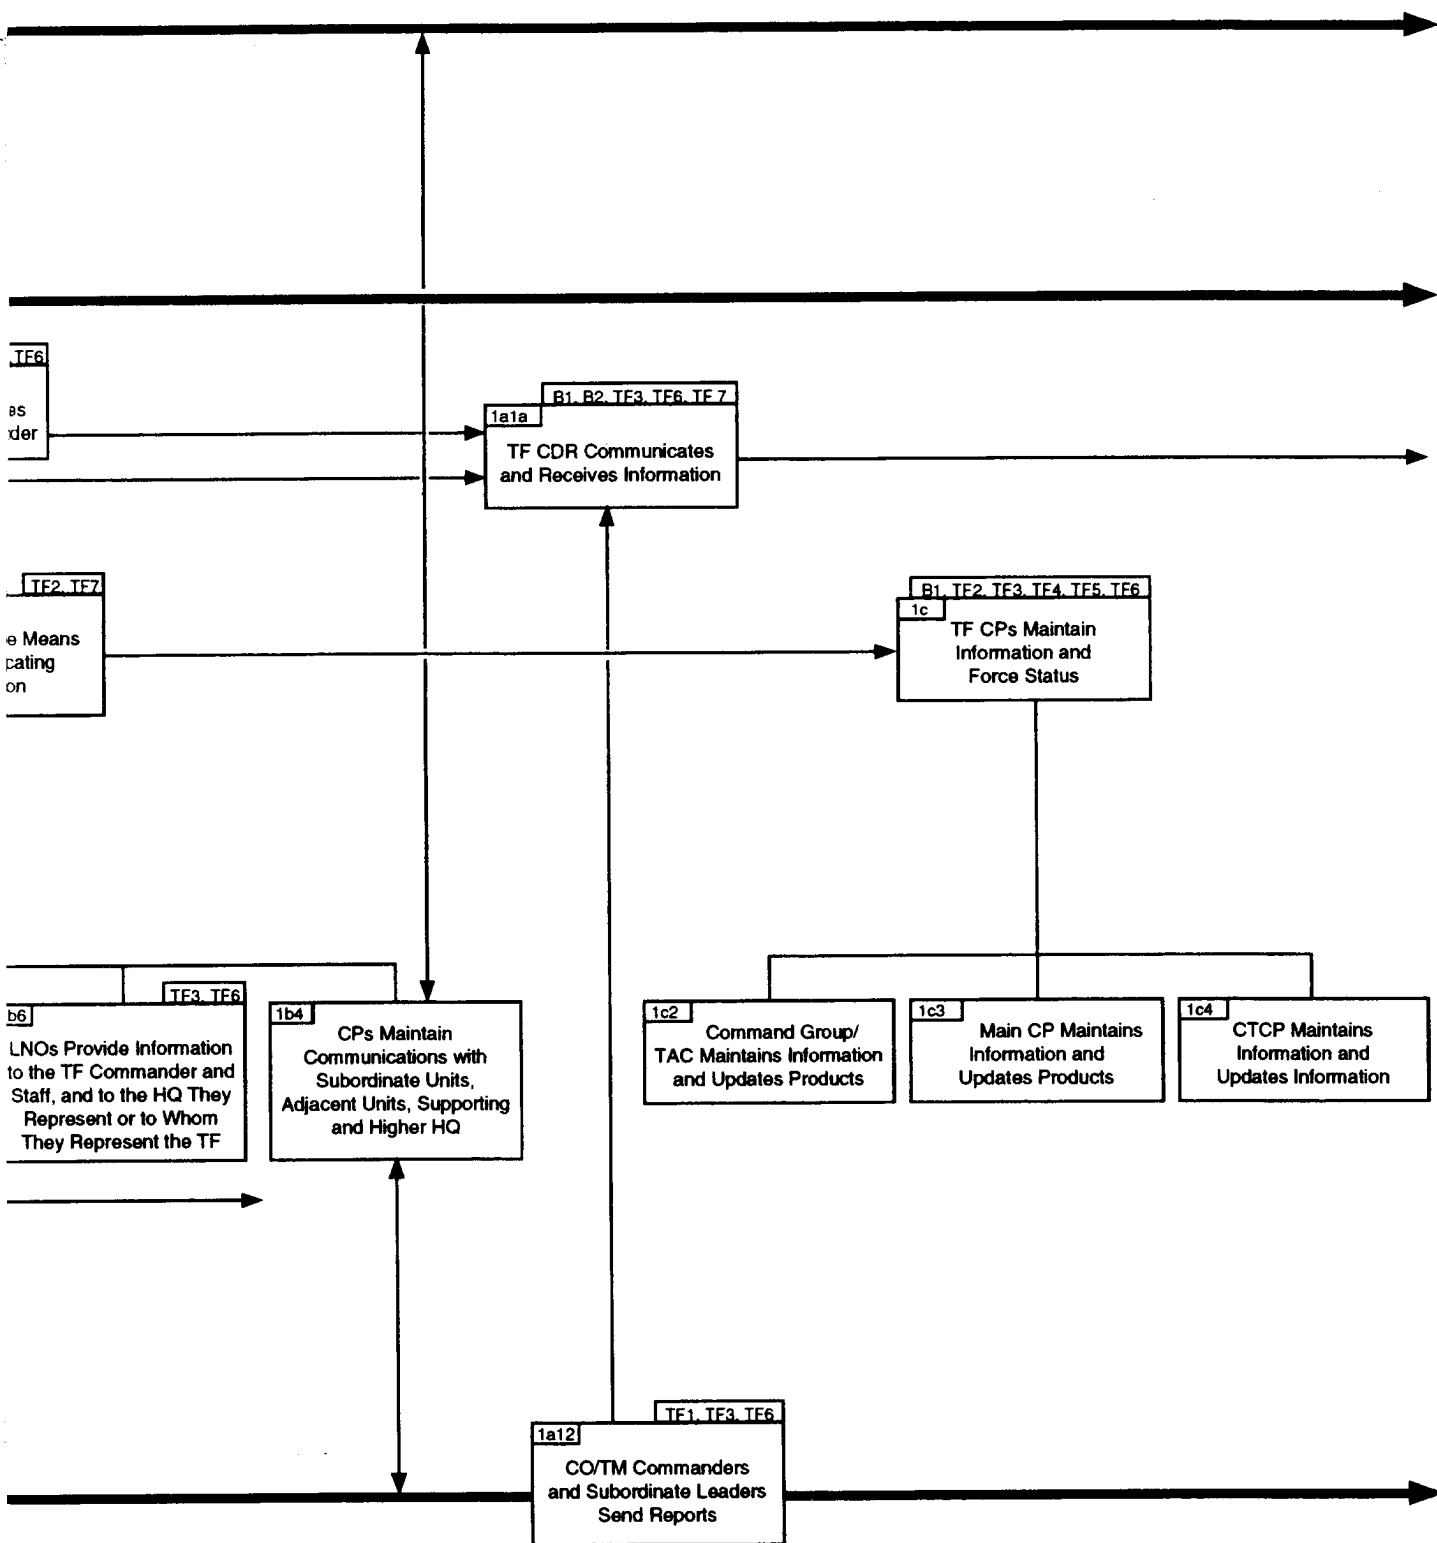 TF6
es
der
B1, B2, TF3, TF6, TF 7
1a1a
TF CDR Communicates
and Receives Information
TF2, TF7
e Means
cating
on
B1, TF2, TF3, TF4, TF5, TF6
1c
TF CPs Maintain
Information and
Force Status
TF3, TF6
b6
LNOs Provide Information
to the TF Commander and
Staff, and to the HQ They
Represent or to Whom
They Represent the TF
1b4
CPs Maintain
Communications with
Subordinate Units,
Adjacent Units, Supporting
and Higher HQ
1c2
Command Group/
TAC Maintains Information
and Updates Products
1c3
Main CP Maintains
Information and
Updates Products
1c4
CTCP Maintains
Information and
Updates Information
TF1, TF3, TF6
1a12
CO/TM Commanders
and Subordinate Leaders
Send Reports